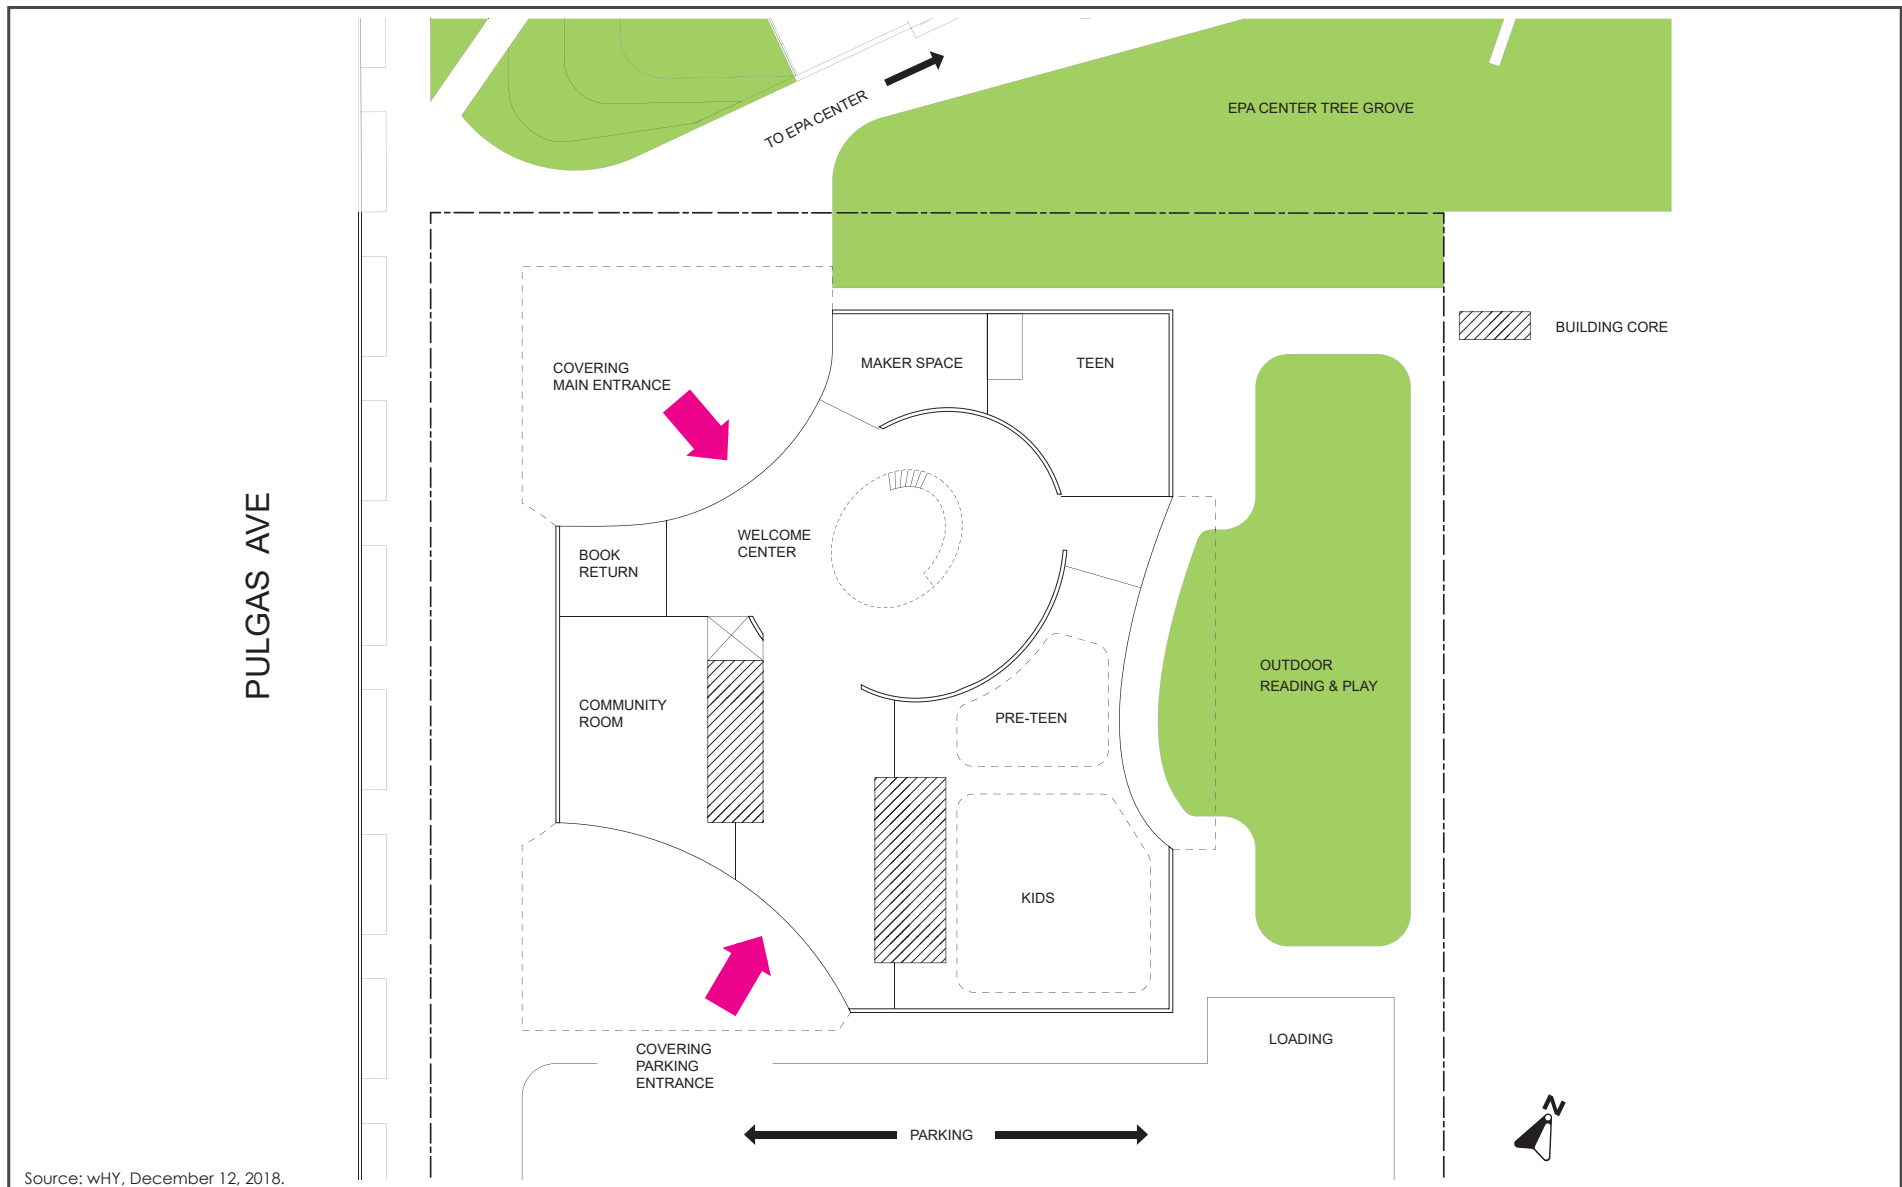 TO EPA CENTER
EPA CENTER TREE GROVE
BUILDING CORE
COVERING
MAIN ENTRANCE
MAKER SPACE
TEEN
PULGAS AVE
BOOK
RETURN
WELCOME
CENTER
COMMUNITY
ROOM
PRE-TEEN
OUTDOOR
READING & PLAY
KIDS
COVERING
PARKING
ENTRANCE
LOADING
PARKING
N
Source: wHY, December 12, 2018.